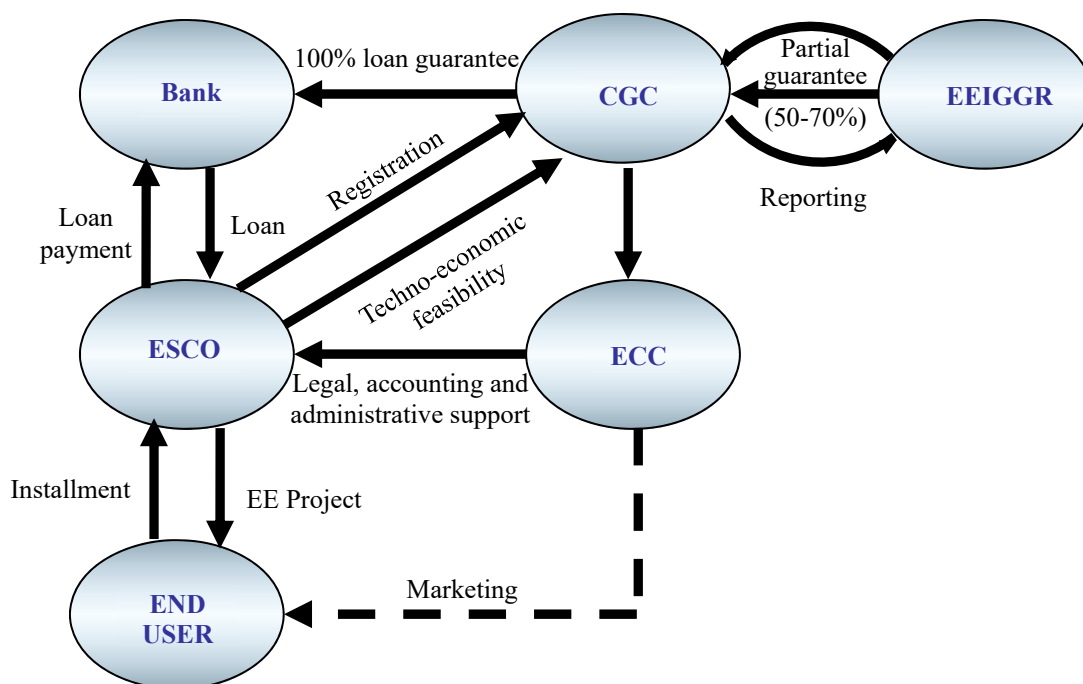 100% loan guarantee
Partial
guarantee
(50-70%)
Bank
CGC
EEIGGR
Registration
Reporting
Loan
payment
Loan
Techno-economic
feasibility
ESCO
ECC
Legal, accounting and
administrative support
Installment
EE Project
Marketing
END
USER